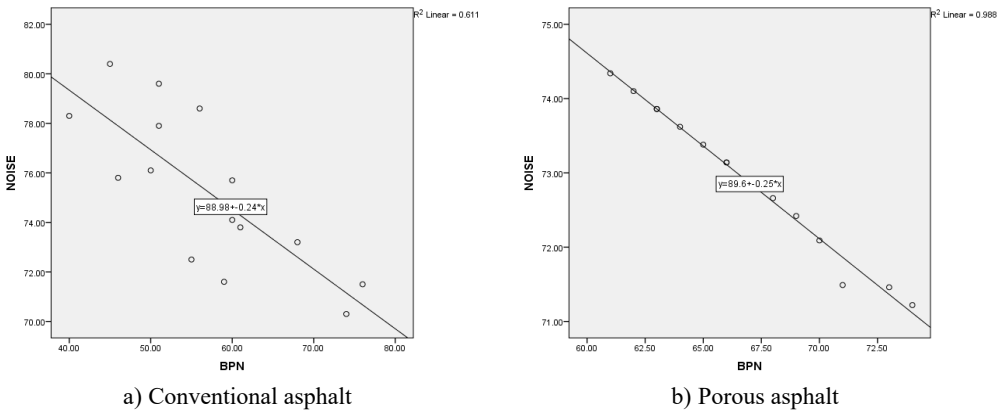 R² Linear = 0.611
82.00
80.00
78.00
76.00
74.00
72.00
70.00
NOISE
y=88.98+-0.24*x
40.00 50.00 60.00 70.00 80.00
BPN
a) Conventional asphalt
R² Linear = 0.988
75.00
74.00
73.00
72.00
71.00
NOISE
y=89.6+-0.25*x
60.00 62.50 65.00 67.50 70.00 72.50
BPN
b) Porous asphalt